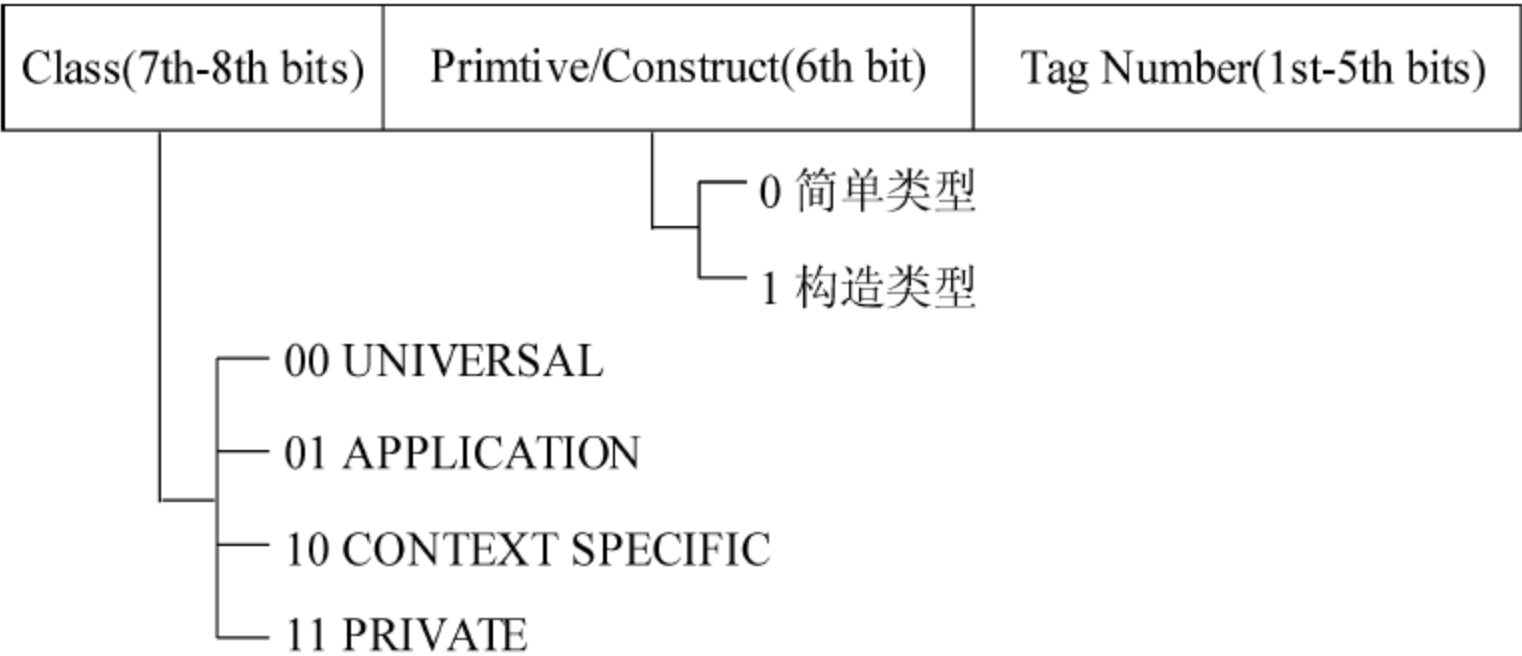 Class(7th-8th bits) Primtive/Construct(6th bit) Tag Number(1st-5th bits)
0 简单类型
1 构造类型
00 UNIVERSAL
01 APPLICATION
10 CONTEXT SPECIFIC
11 PRIVATE